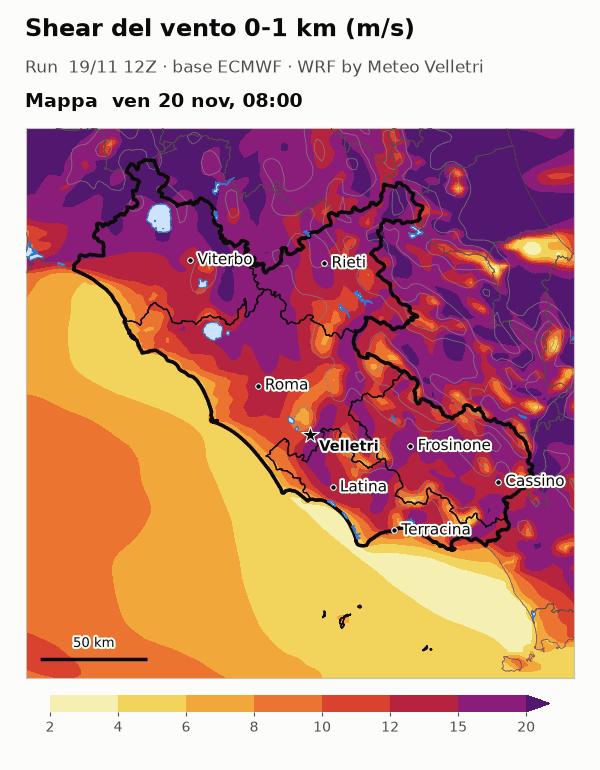 Shear del vento 0-1 km (m/s)
Run  19/11 12Z · base ECMWF · WRF by Meteo Velletri
Mappa  ven 20 nov, 08:00
Viterbo
Rieti
Roma
Velletri
Frosinone
Cassino
Latina
Terracina
50 km
2 4 6 8 10 12 15 20